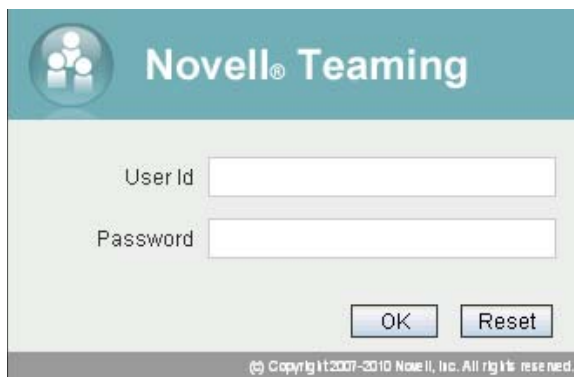 Novell® Teaming
User Id
Password
OK Reset
(c) Copyright 2007-2010 Novell, Inc. All rights reserved.